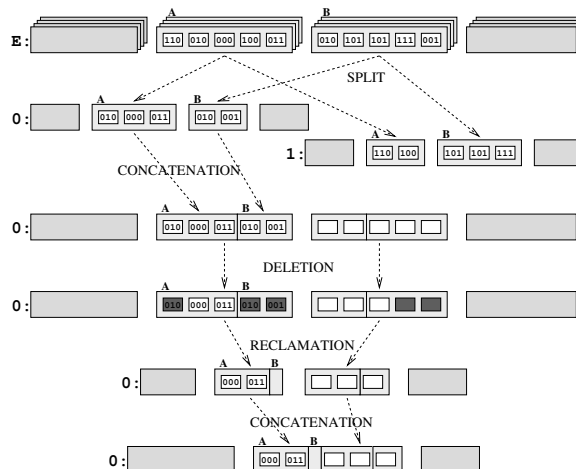 A B
E: 110 010 000 100 011 010 101 101 111 001
SPLIT
A B
0: 010 000 011 010 001
A B
1: 110 100 101 101 111
CONCATENATION
A B
0: 010 000 011 010 001
DELETION
A B
0: 010 000 011 010 001
RECLAMATION
A B
0: 000 011
CONCATENATION
A B
0: 000 011